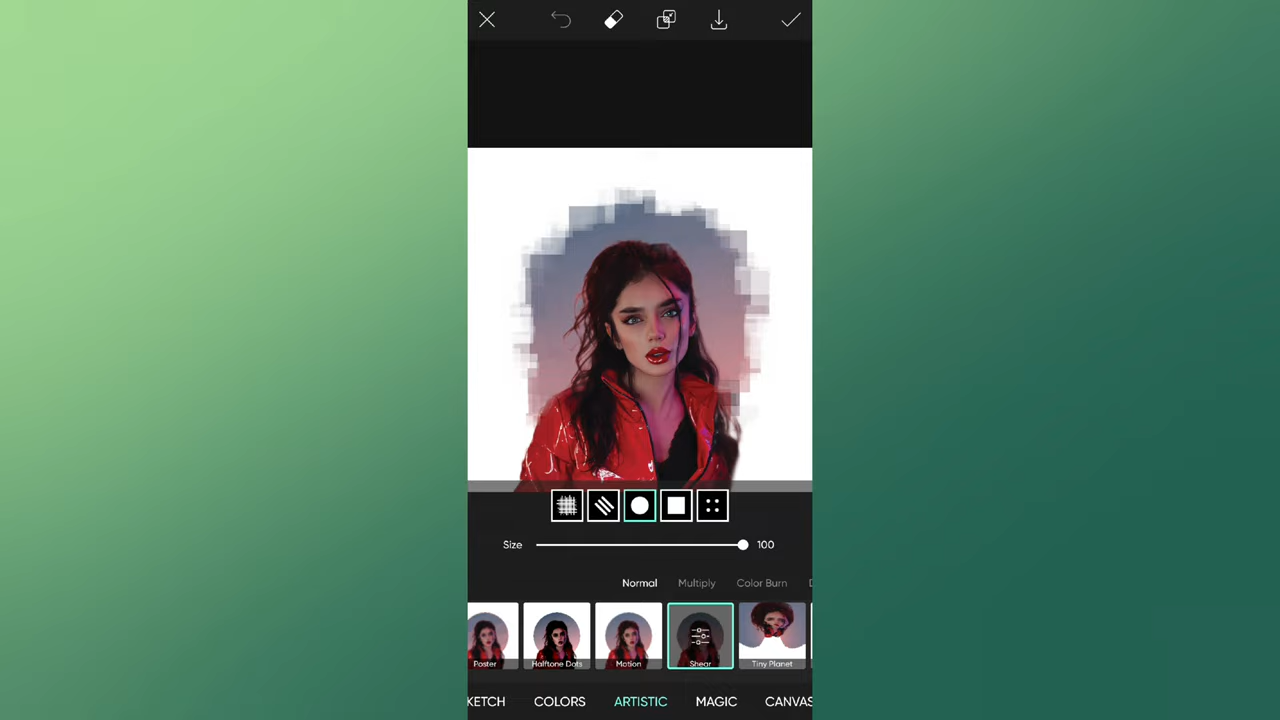 Size 100
Normal Multiply Color Burn D
Poster Halftone Dots Motion Shear Tiny Planet
KETCH COLORS ARTISTIC MAGIC CANVAS